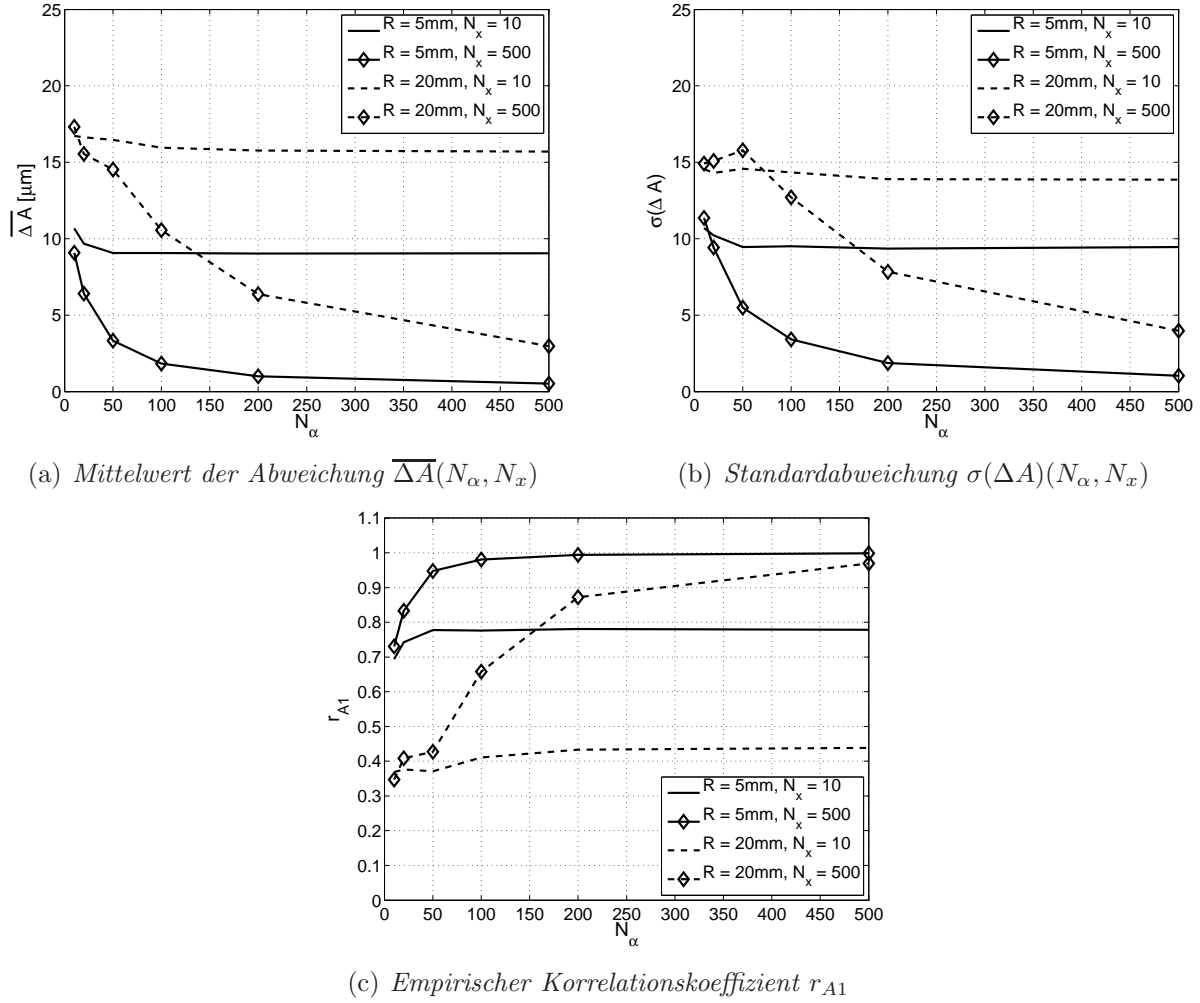 25
20
15
10
5
0
0 50 100 150 200 250 300 350 400 450 500
N_α
Δ A [μm]
R = 5mm, N_x = 10
R = 5mm, N_x = 500
R = 20mm, N_x = 10
R = 20mm, N_x = 500
(a) Mittelwert der Abweichung \overline{ΔA}(N_α, N_x)
25
20
15
10
5
0
0 50 100 150 200 250 300 350 400 450 500
N_α
σ(Δ A)
R = 5mm, N_x = 10
R = 5mm, N_x = 500
R = 20mm, N_x = 10
R = 20mm, N_x = 500
(b) Standardabweichung σ(ΔA)(N_α, N_x)
1.1
1
0.9
0.8
0.7
0.6
0.5
0.4
0.3
0.2
0.1
0
0 50 100 150 200 250 300 350 400 450 500
N_α
r_{A1}
R = 5mm, N_x = 10
R = 5mm, N_x = 500
R = 20mm, N_x = 10
R = 20mm, N_x = 500
(c) Empirischer Korrelationskoeffizient r_{A1}